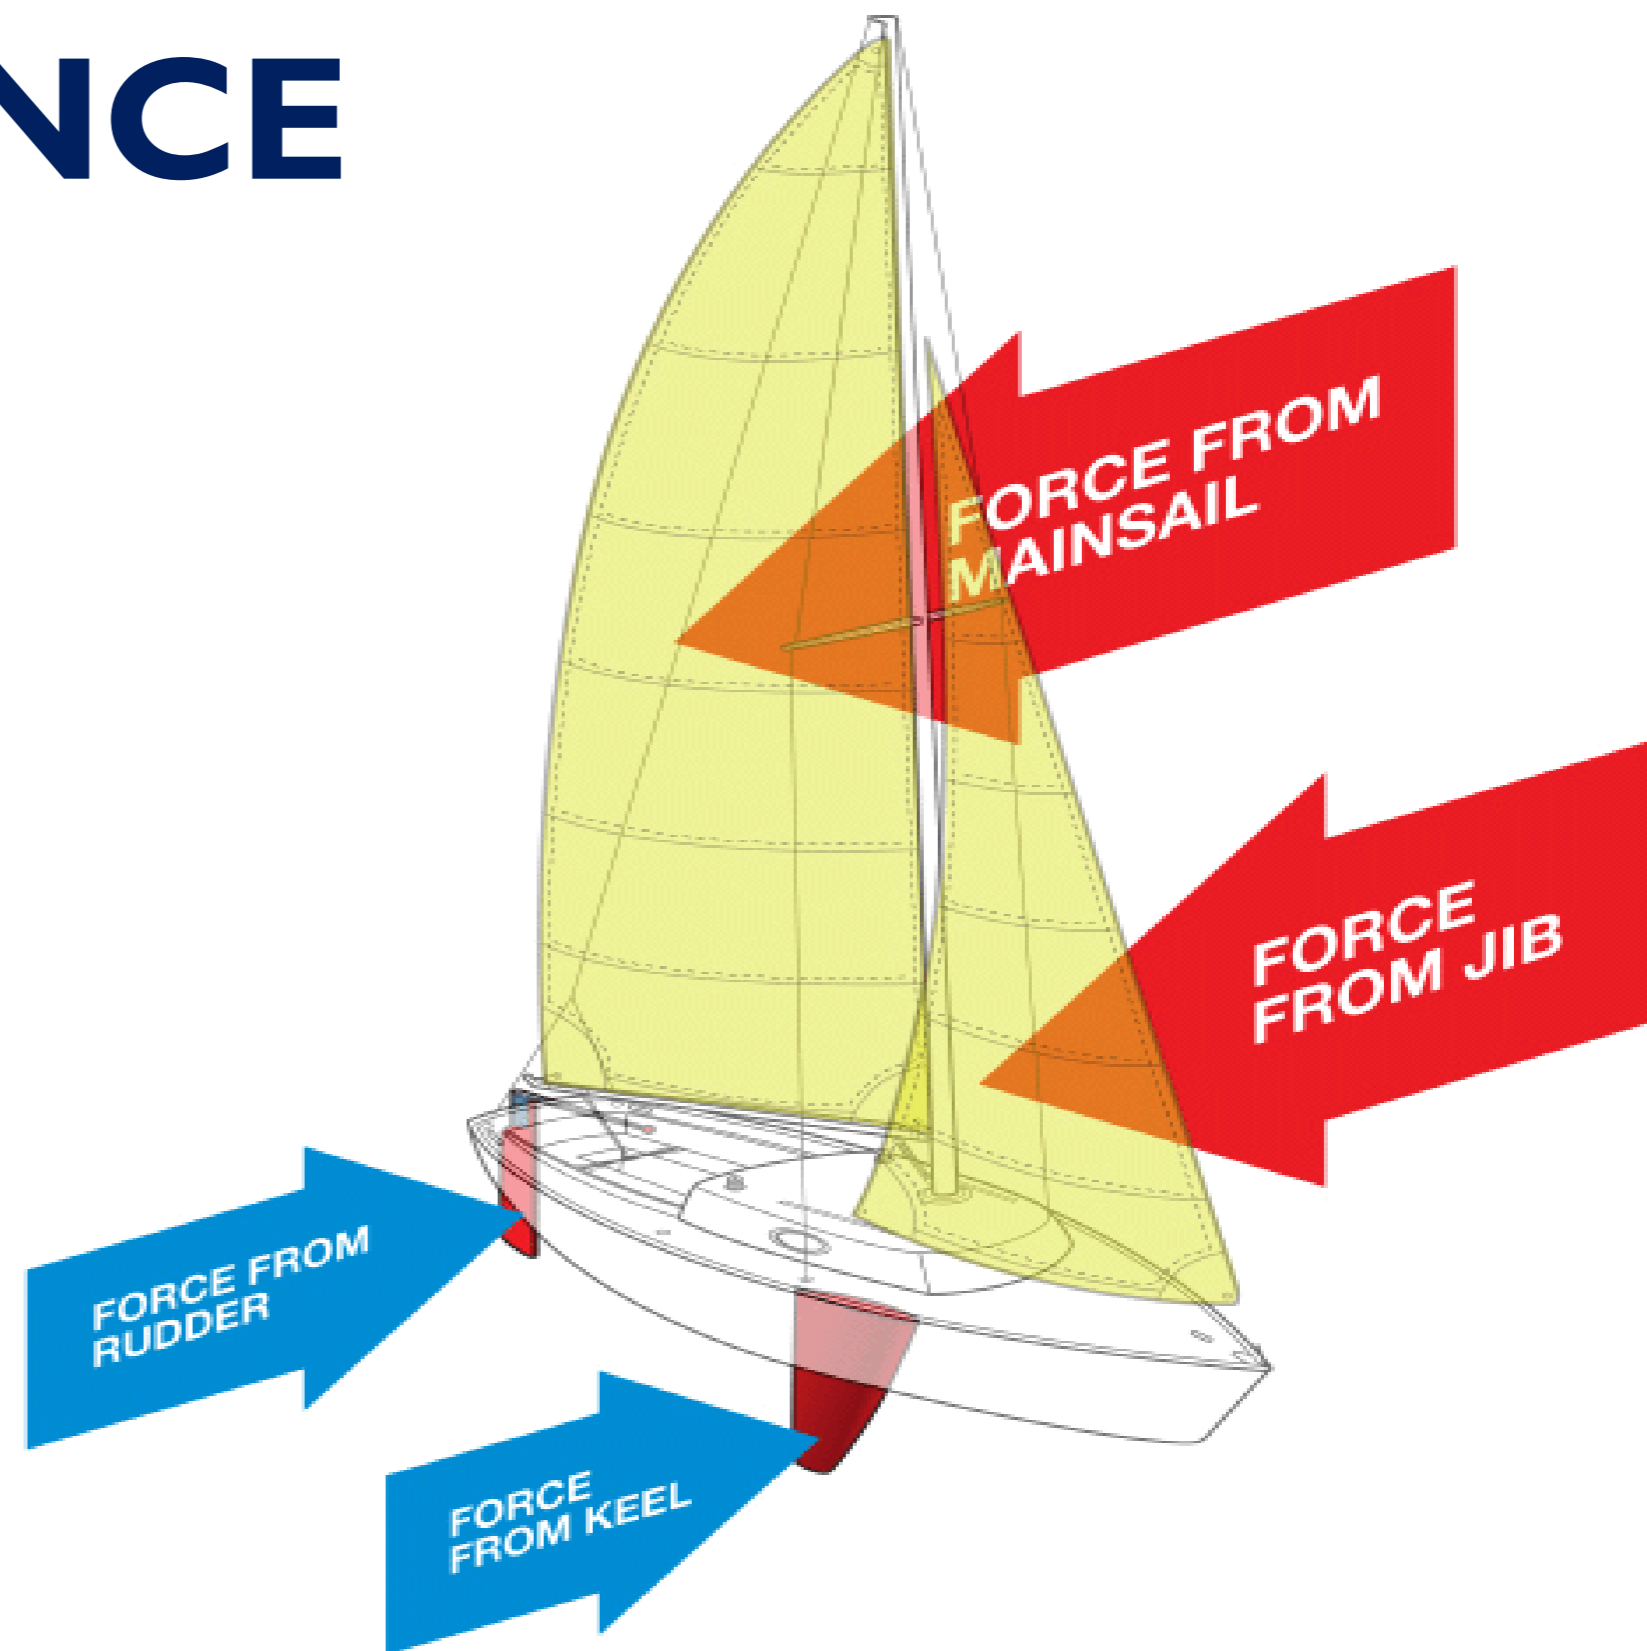 NCE
FORCE FROM
MAINSAIL
FORCE
FROM JIB
FORCE FROM
RUDDER
FORCE
FROM KEEL